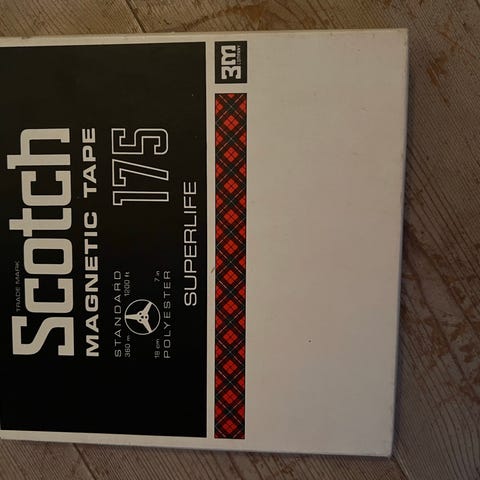 TRADE MARK
Scotch
MAGNETIC TAPE
175
STANDARD
360 m 1200 ft
18 cm 7 in
POLYESTER
SUPERLIFE
3M
COMPANY